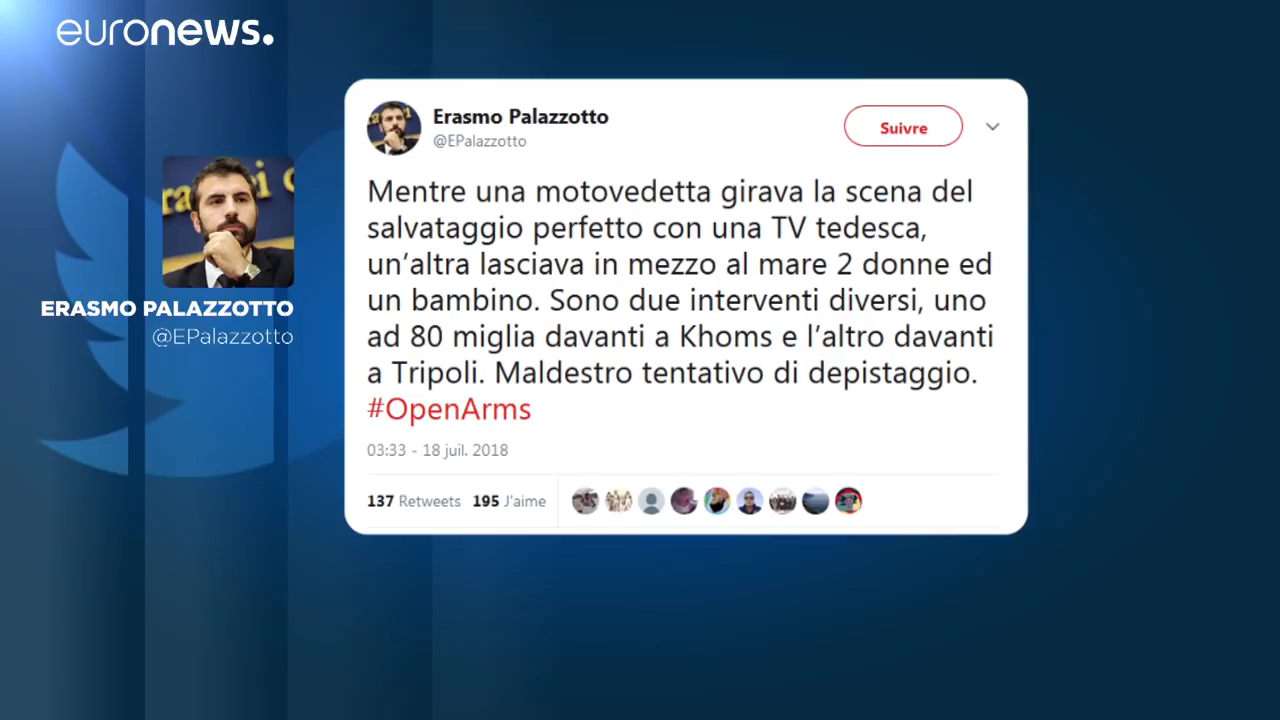 euronews.
Erasmo Palazzotto
@EPalazzotto
Suivre
ERASMO PALAZZOTTO
@EPalazzotto
Mentre una motovedetta girava la scena del
salvataggio perfetto con una TV tedesca,
un’altra lasciava in mezzo al mare 2 donne ed
un bambino. Sono due interventi diversi, uno
ad 80 miglia davanti a Khoms e l’altro davanti
a Tripoli. Maldestro tentativo di depistaggio.
#OpenArms
03:33 - 18 juil. 2018
137 Retweets 195 J'aime